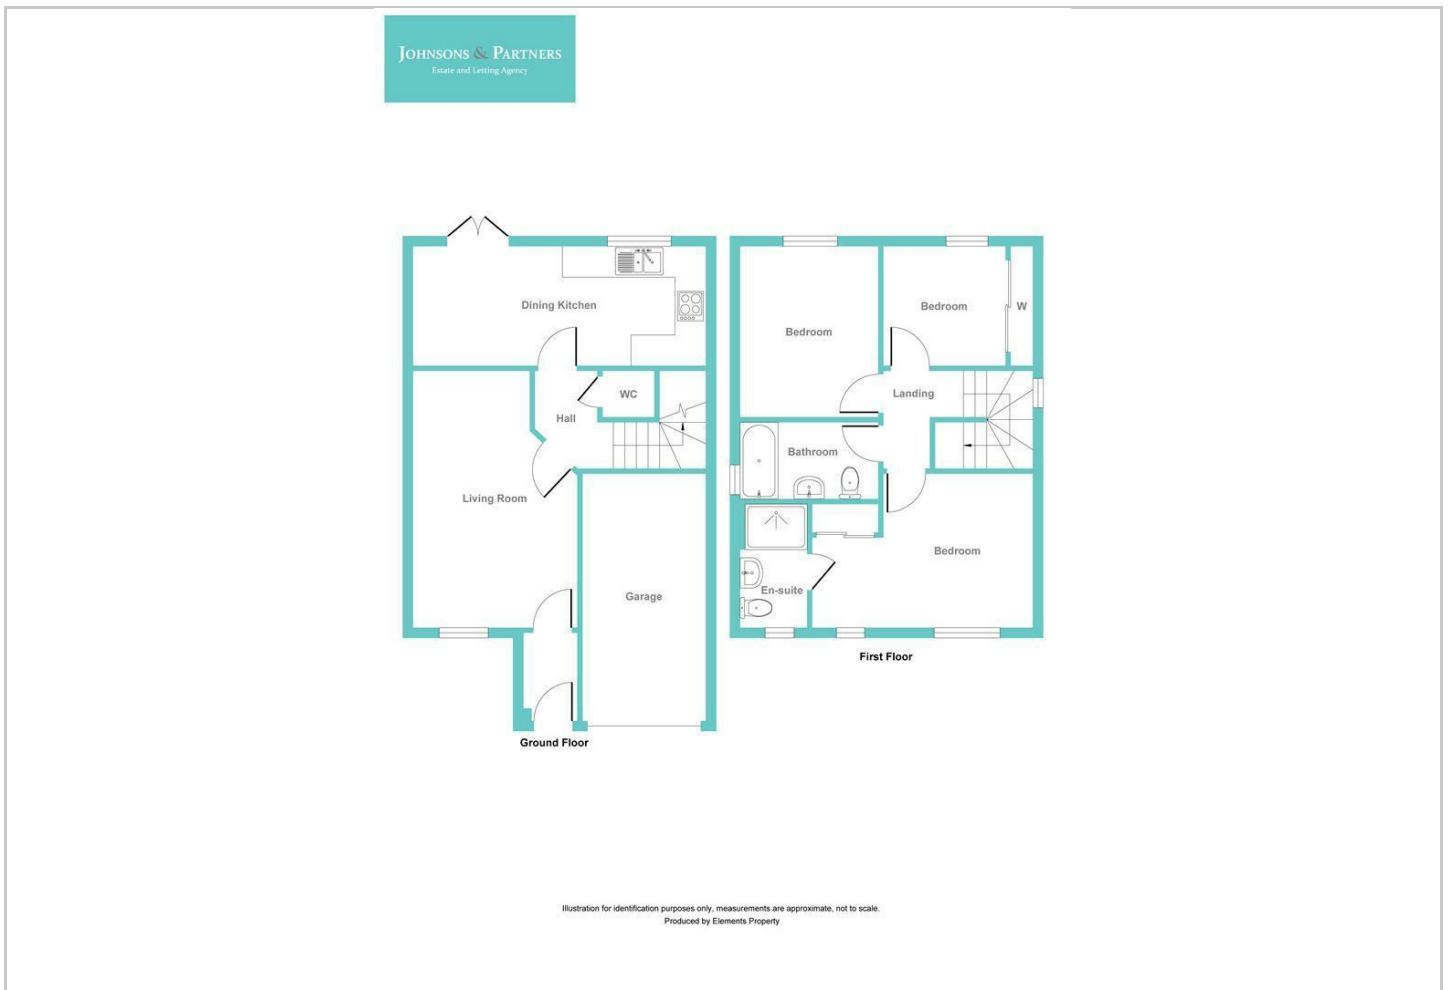 JOHNSONS & PARTNERS
Estate and Letting Agency
Dining Kitchen
WC
Hall
Living Room
Garage
Ground Floor
Bedroom
Bedroom
W
Landing
Bathroom
Bedroom
En-suite
First Floor
Illustration for identification purposes only, measurements are approximate, not to scale.
Produced by Elements Property